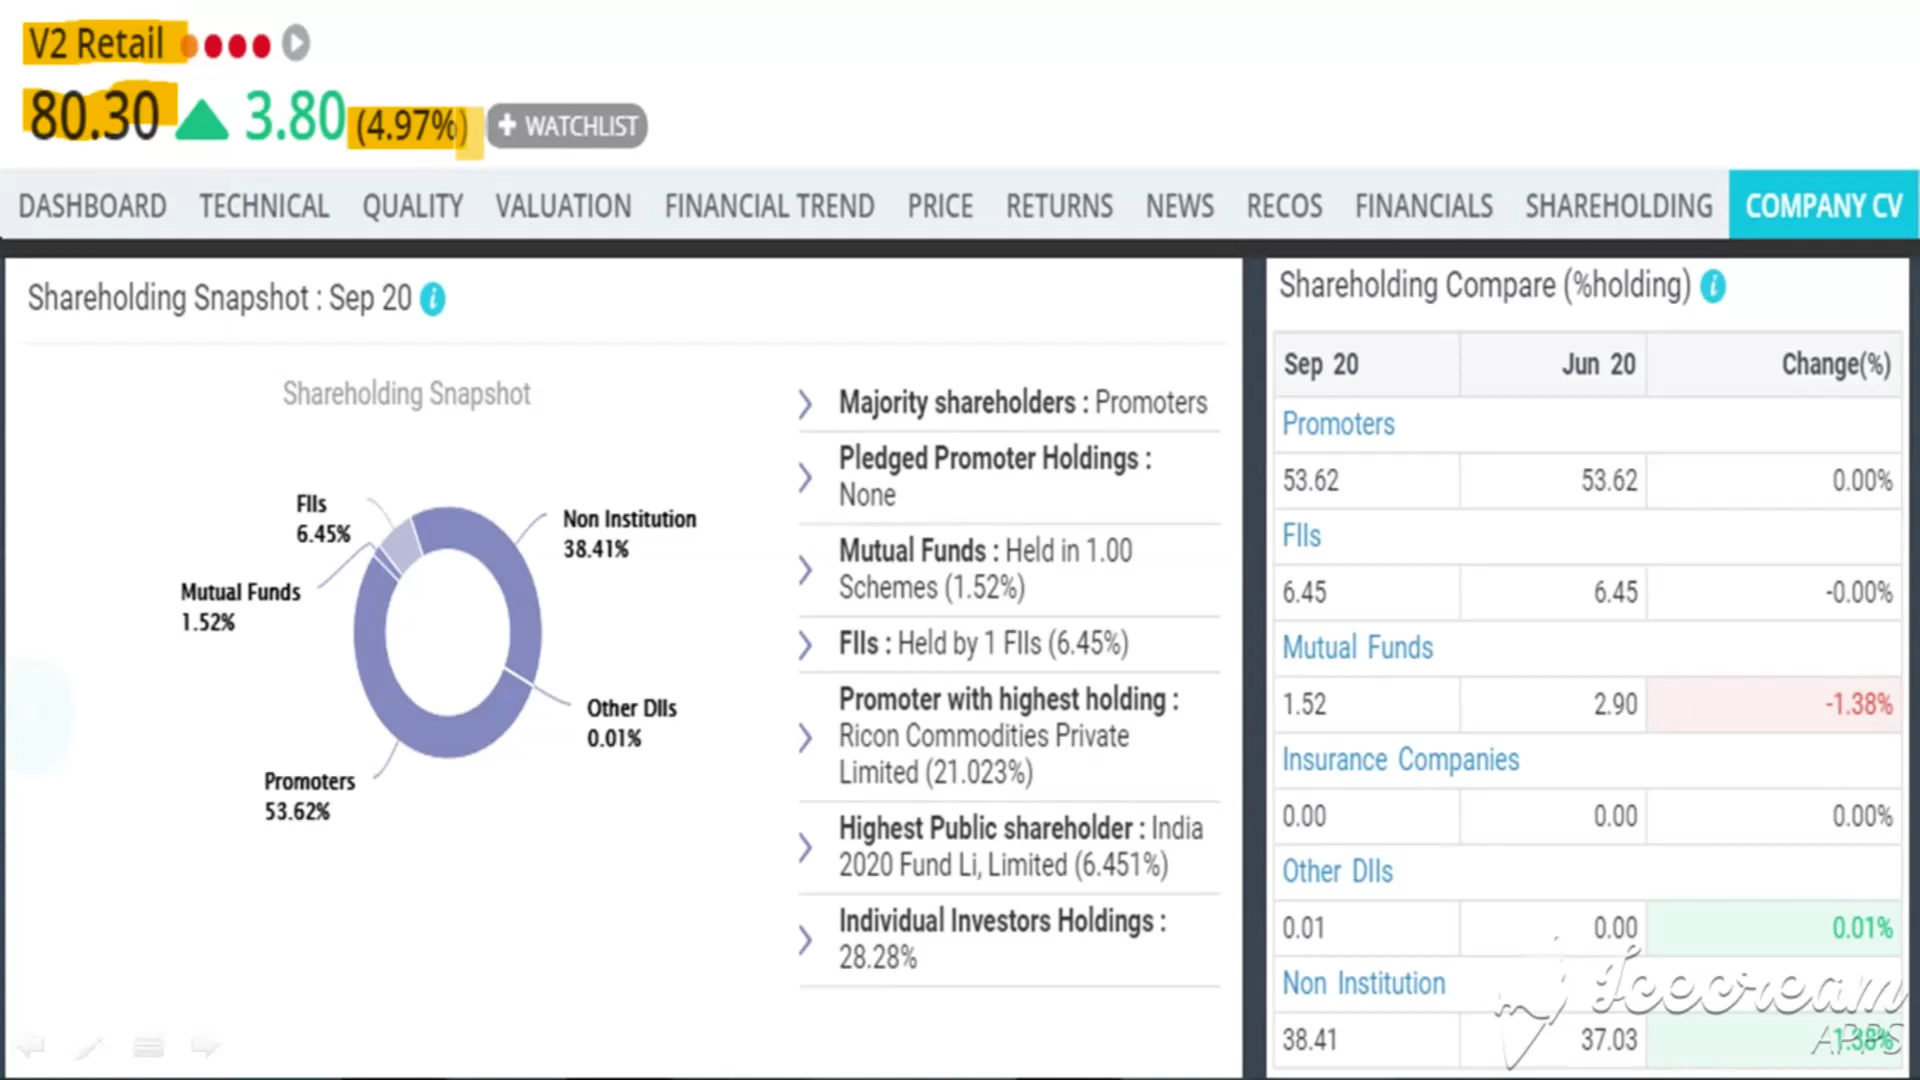 V2 Retail
80.30 3.80 (4.97%) + WATCHLIST
DASHBOARD TECHNICAL QUALITY VALUATION FINANCIAL TREND PRICE RETURNS NEWS RECOS FINANCIALS SHAREHOLDING COMPANY CV
Shareholding Snapshot : Sep 20 i
Shareholding Snapshot
FIIs
6.45%
Non Institution
38.41%
Mutual Funds
1.52%
Other DIIs
0.01%
Promoters
53.62%
Majority shareholders : Promoters
Pledged Promoter Holdings :
None
Mutual Funds : Held in 1.00
Schemes (1.52%)
FIIs : Held by 1 FIIs (6.45%)
Promoter with highest holding :
Ricon Commodities Private
Limited (21.023%)
Highest Public shareholder : India
2020 Fund Li, Limited (6.451%)
Individual Investors Holdings :
28.28%
Shareholding Compare (%holding) i
Sep 20 Jun 20 Change(%)
Promoters
53.62 53.62 0.00%
FIIs
6.45 6.45 -0.00%
Mutual Funds
1.52 2.90 -1.38%
Insurance Companies
0.00 0.00 0.00%
Other DIIs
0.01 0.00 0.01%
Non Institution
38.41 37.03 1.38%
Icecream
APPS